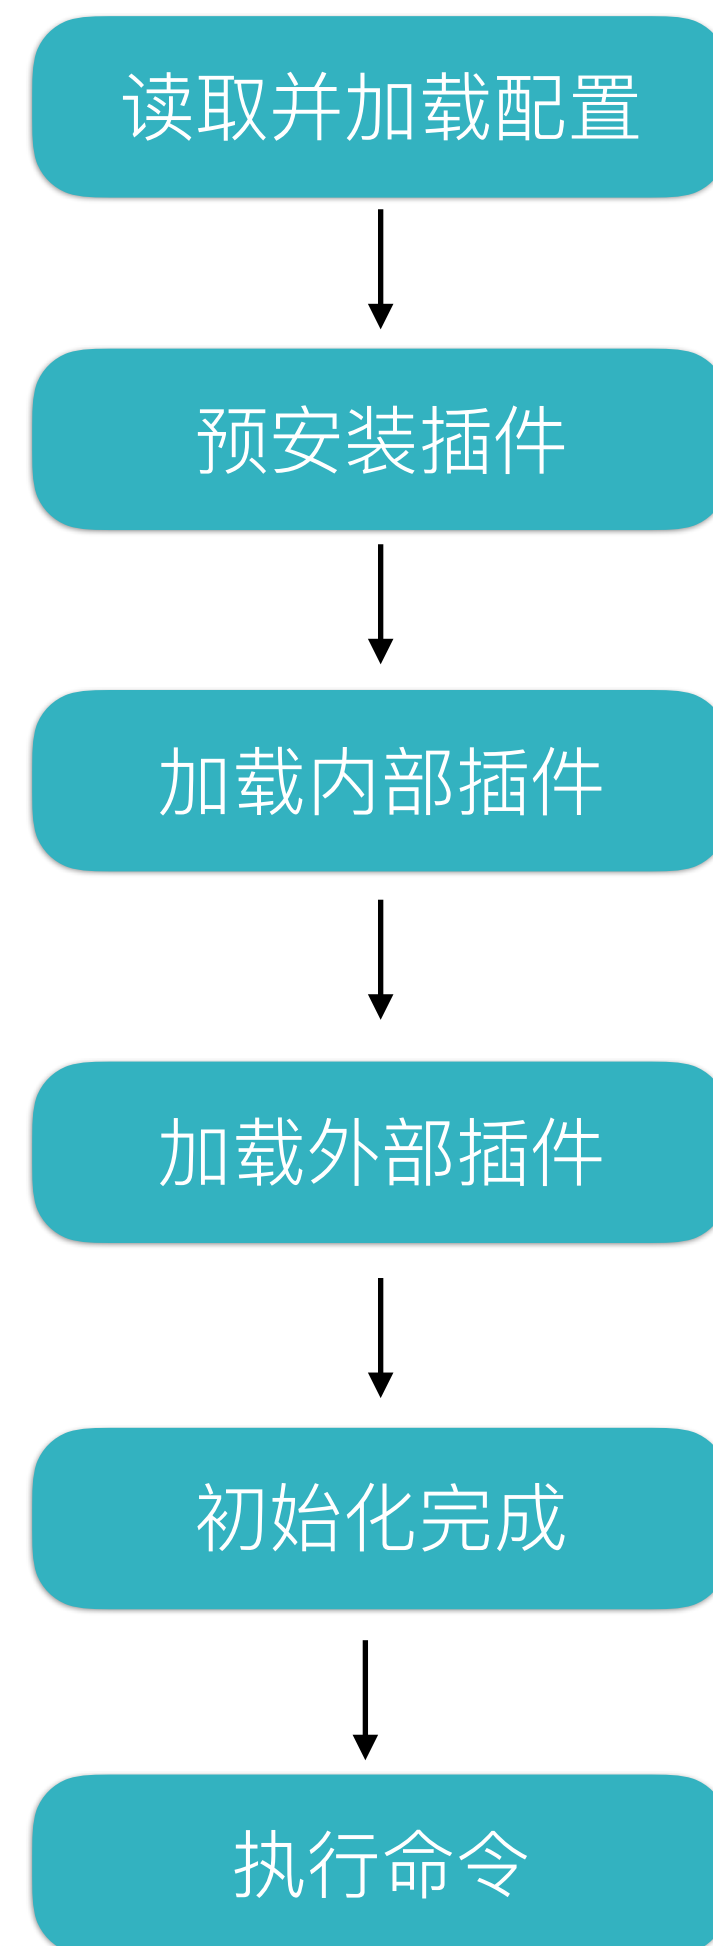 读取并加载配置
预安装插件
加载内部插件
加载外部插件
初始化完成
执行命令